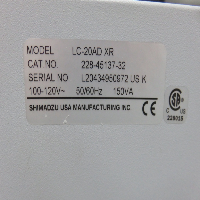 MODEL LC-20AD XR
CAT NO. 228-45137-32
SERIAL NO L20434950972 US K
100-120V~ 50/60Hz 150VA
SHIMADZU USA MANUFACTURING INC